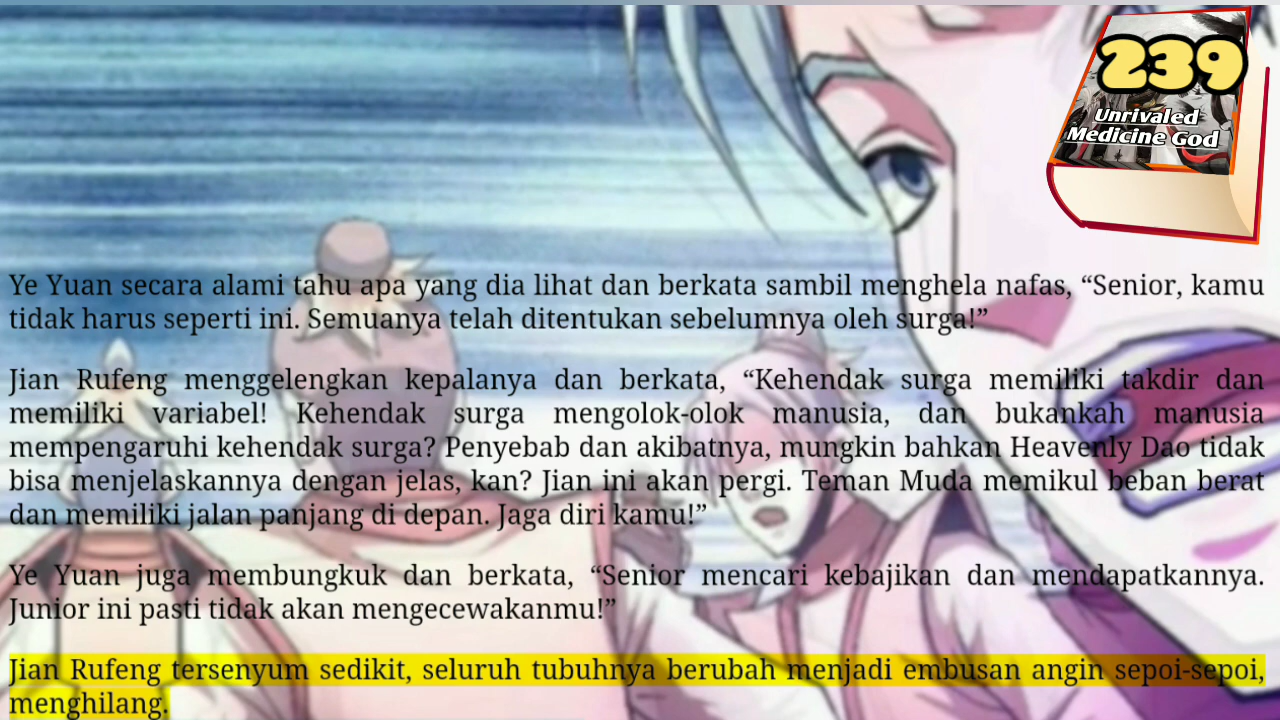 239
Unrivaled
Medicine God
Ye Yuan secara alami tahu apa yang dia lihat dan berkata sambil menghela nafas, “Senior, kamu
tidak harus seperti ini. Semuanya telah ditentukan sebelumnya oleh surga!”
Jian Rufeng menggelengkan kepalanya dan berkata, “Kehendak surga memiliki takdir dan
memiliki variabel! Kehendak surga mengolok-olok manusia, dan bukankah manusia
mempengaruhi kehendak surga? Penyebab dan akibatnya, mungkin bahkan Heavenly Dao tidak
bisa menjelaskannya dengan jelas, kan? Jian ini akan pergi. Teman Muda memikul beban berat
dan memiliki jalan panjang di depan. Jaga diri kamu!”
Ye Yuan juga membungkuk dan berkata, “Senior mencari kebajikan dan mendapatkannya.
Junior ini pasti tidak akan mengecewakanmu!”
Jian Rufeng tersenyum sedikit, seluruh tubuhnya berubah menjadi embusan angin sepoi-sepoi,
menghilang.